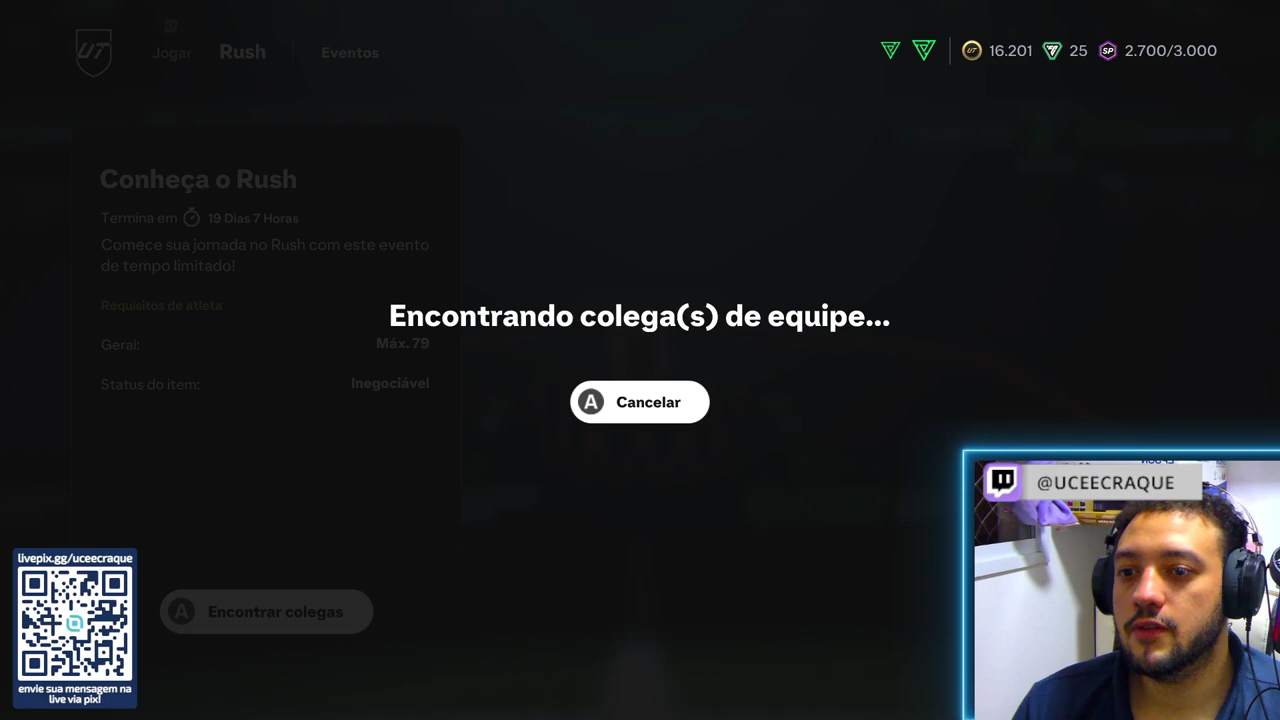 UT
Jogar
Rush
Eventos
UT
16.201
25
SP
2.700/3.000
Conheça o Rush
Termina em
19 Dias 7 Horas
Comece sua jornada no Rush com este evento
de tempo limitado!
Requisitos de atleta
Geral:
Máx. 79
Status do item:
Inegociável
Encontrando colega(s) de equipe...
A Cancelar
A Encontrar colegas
@UCEECRAQUE
livepix.gg/uceecraque
envie sua mensagem na
live via pix!